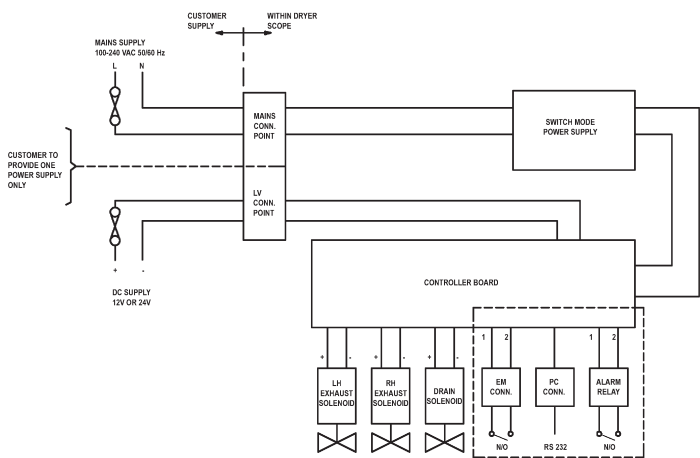 CUSTOMER
SUPPLY
WITHIN DRYER
SCOPE
MAINS SUPPLY
100-240 VAC 50/60 Hz
L
N
MAINS
CONN.
POINT
SWITCH MODE
POWER SUPPLY
CUSTOMER TO
PROVIDE ONE
POWER SUPPLY
ONLY
LV
CONN.
POINT
+
-
DC SUPPLY
12V OR 24V
CONTROLLER BOARD
+
-
+
-
+
-
1
2
1
2
LH
EXHAUST
SOLENOID
RH
EXHAUST
SOLENOID
DRAIN
SOLENOID
EM
CONN.
PC
CONN.
ALARM
RELAY
N/O
RS 232
N/O